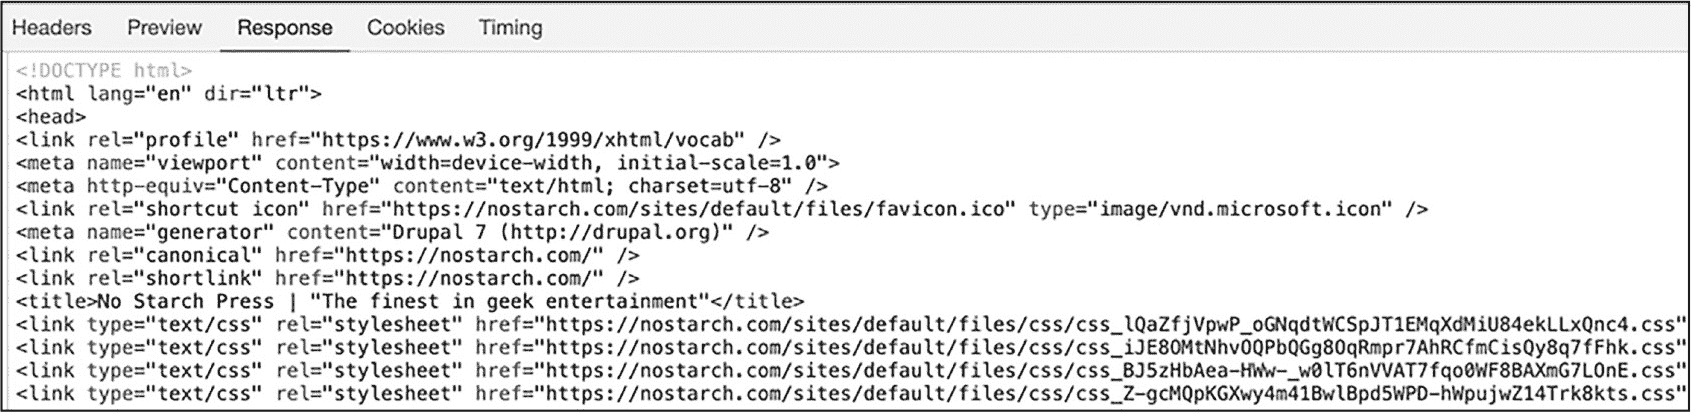 Headers Preview Response Cookies Timing
<!DOCTYPE html>
<html lang="en" dir="ltr">
<head>
<link rel="profile" href="https://www.w3.org/1999/xhtml/vocab" />
<meta name="viewport" content="width=device-width, initial-scale=1.0">
<meta http-equiv="Content-Type" content="text/html; charset=utf-8" />
<link rel="shortcut icon" href="https://nostarch.com/sites/default/files/favicon.ico" type="image/vnd.microsoft.icon" />
<meta name="generator" content="Drupal 7 (http://drupal.org)" />
<link rel="canonical" href="https://nostarch.com/" />
<link rel="shortlink" href="https://nostarch.com/" />
<title>No Starch Press | "The finest in geek entertainment"</title>
<link type="text/css" rel="stylesheet" href="https://nostarch.com/sites/default/files/css/css_lQaZfjVpwP_oGNqdtWCSpJT1EMqXdMiU84ekLLxQnc4.css"
<link type="text/css" rel="stylesheet" href="https://nostarch.com/sites/default/files/css/css_iJE8OMtNhvOQPbQGg8OqRmpr7AhRCfmCisQy8q7fFhk.css"
<link type="text/css" rel="stylesheet" href="https://nostarch.com/sites/default/files/css/css_BJ5zHbAea-HWw-_w0lT6nVVAT7fqo0WF8BAXmG7LOnE.css"
<link type="text/css" rel="stylesheet" href="https://nostarch.com/sites/default/files/css/css_Z-gcMQpKGXwy4m41BwlBpd5WPD-hWpujwZ14Trk8kts.css"